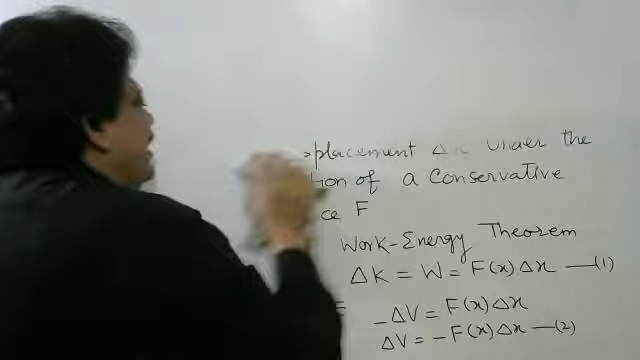 placement Δx under the
tion of a Conservative
ce F
Work-Energy Theorem
ΔK = W = F(x) Δx —(1)
-ΔV = F(x) Δx
ΔV = -F(x) Δx —(2)